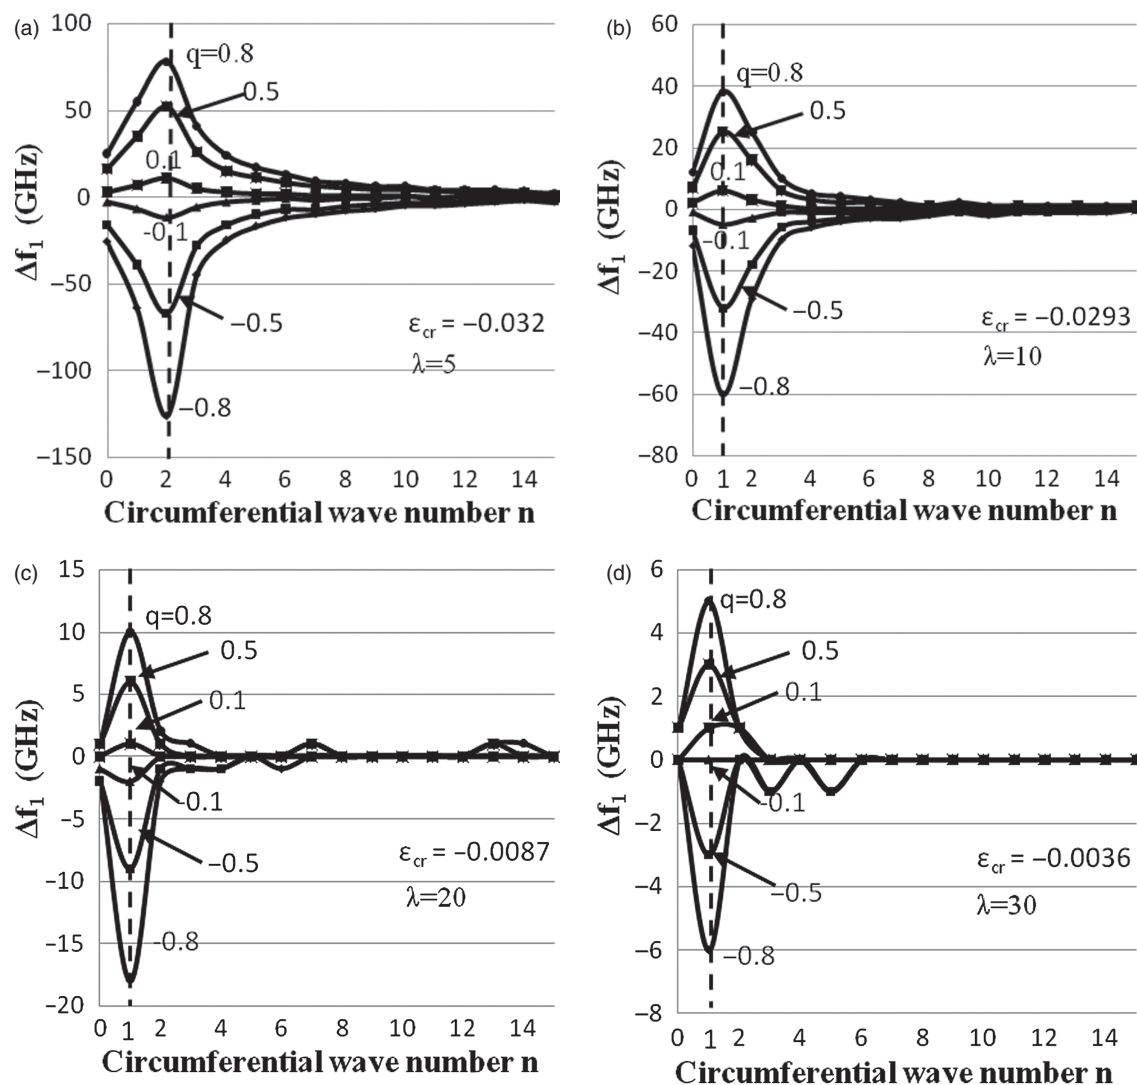 (a)
100
50
0
−50
−100
−150
Δf1 (GHz)
q=0.8
0.5
0.1
-0.1
−0.5
−0.8
εcr = −0.032
λ=5
0 2 4 6 8 10 12 14
Circumferential wave number n
(b)
60
40
20
0
−20
−40
−60
−80
Δf1 (GHz)
q=0.8
0.5
0.1
−0.1
−0.5
−0.8
εcr = −0.0293
λ=10
0 1 2 4 6 8 10 12 14
Circumferential wave number n
(c)
15
10
5
0
−5
−10
−15
−20
Δf1 (GHz)
q=0.8
0.5
0.1
-0.1
−0.5
-0.8
εcr = −0.0087
λ=20
0 1 2 4 6 8 10 12 14
Circumferential wave number n
(d)
6
4
2
0
−2
−4
−6
−8
Δf1 (GHz)
q=0.8
0.5
0.1
-0.1
−0.5
−0.8
εcr = −0.0036
λ=30
0 1 2 4 6 8 10 12 14
Circumferential wave number n